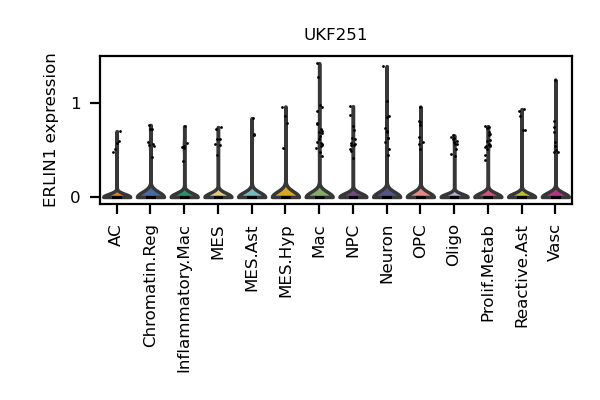 UKF251
ERLIN1 expression
1
0
AC
Chromatin.Reg
Inflammatory.Mac
MES
MES.Ast
MES.Hyp
Mac
NPC
Neuron
OPC
Oligo
Prolif.Metab
Reactive.Ast
Vasc